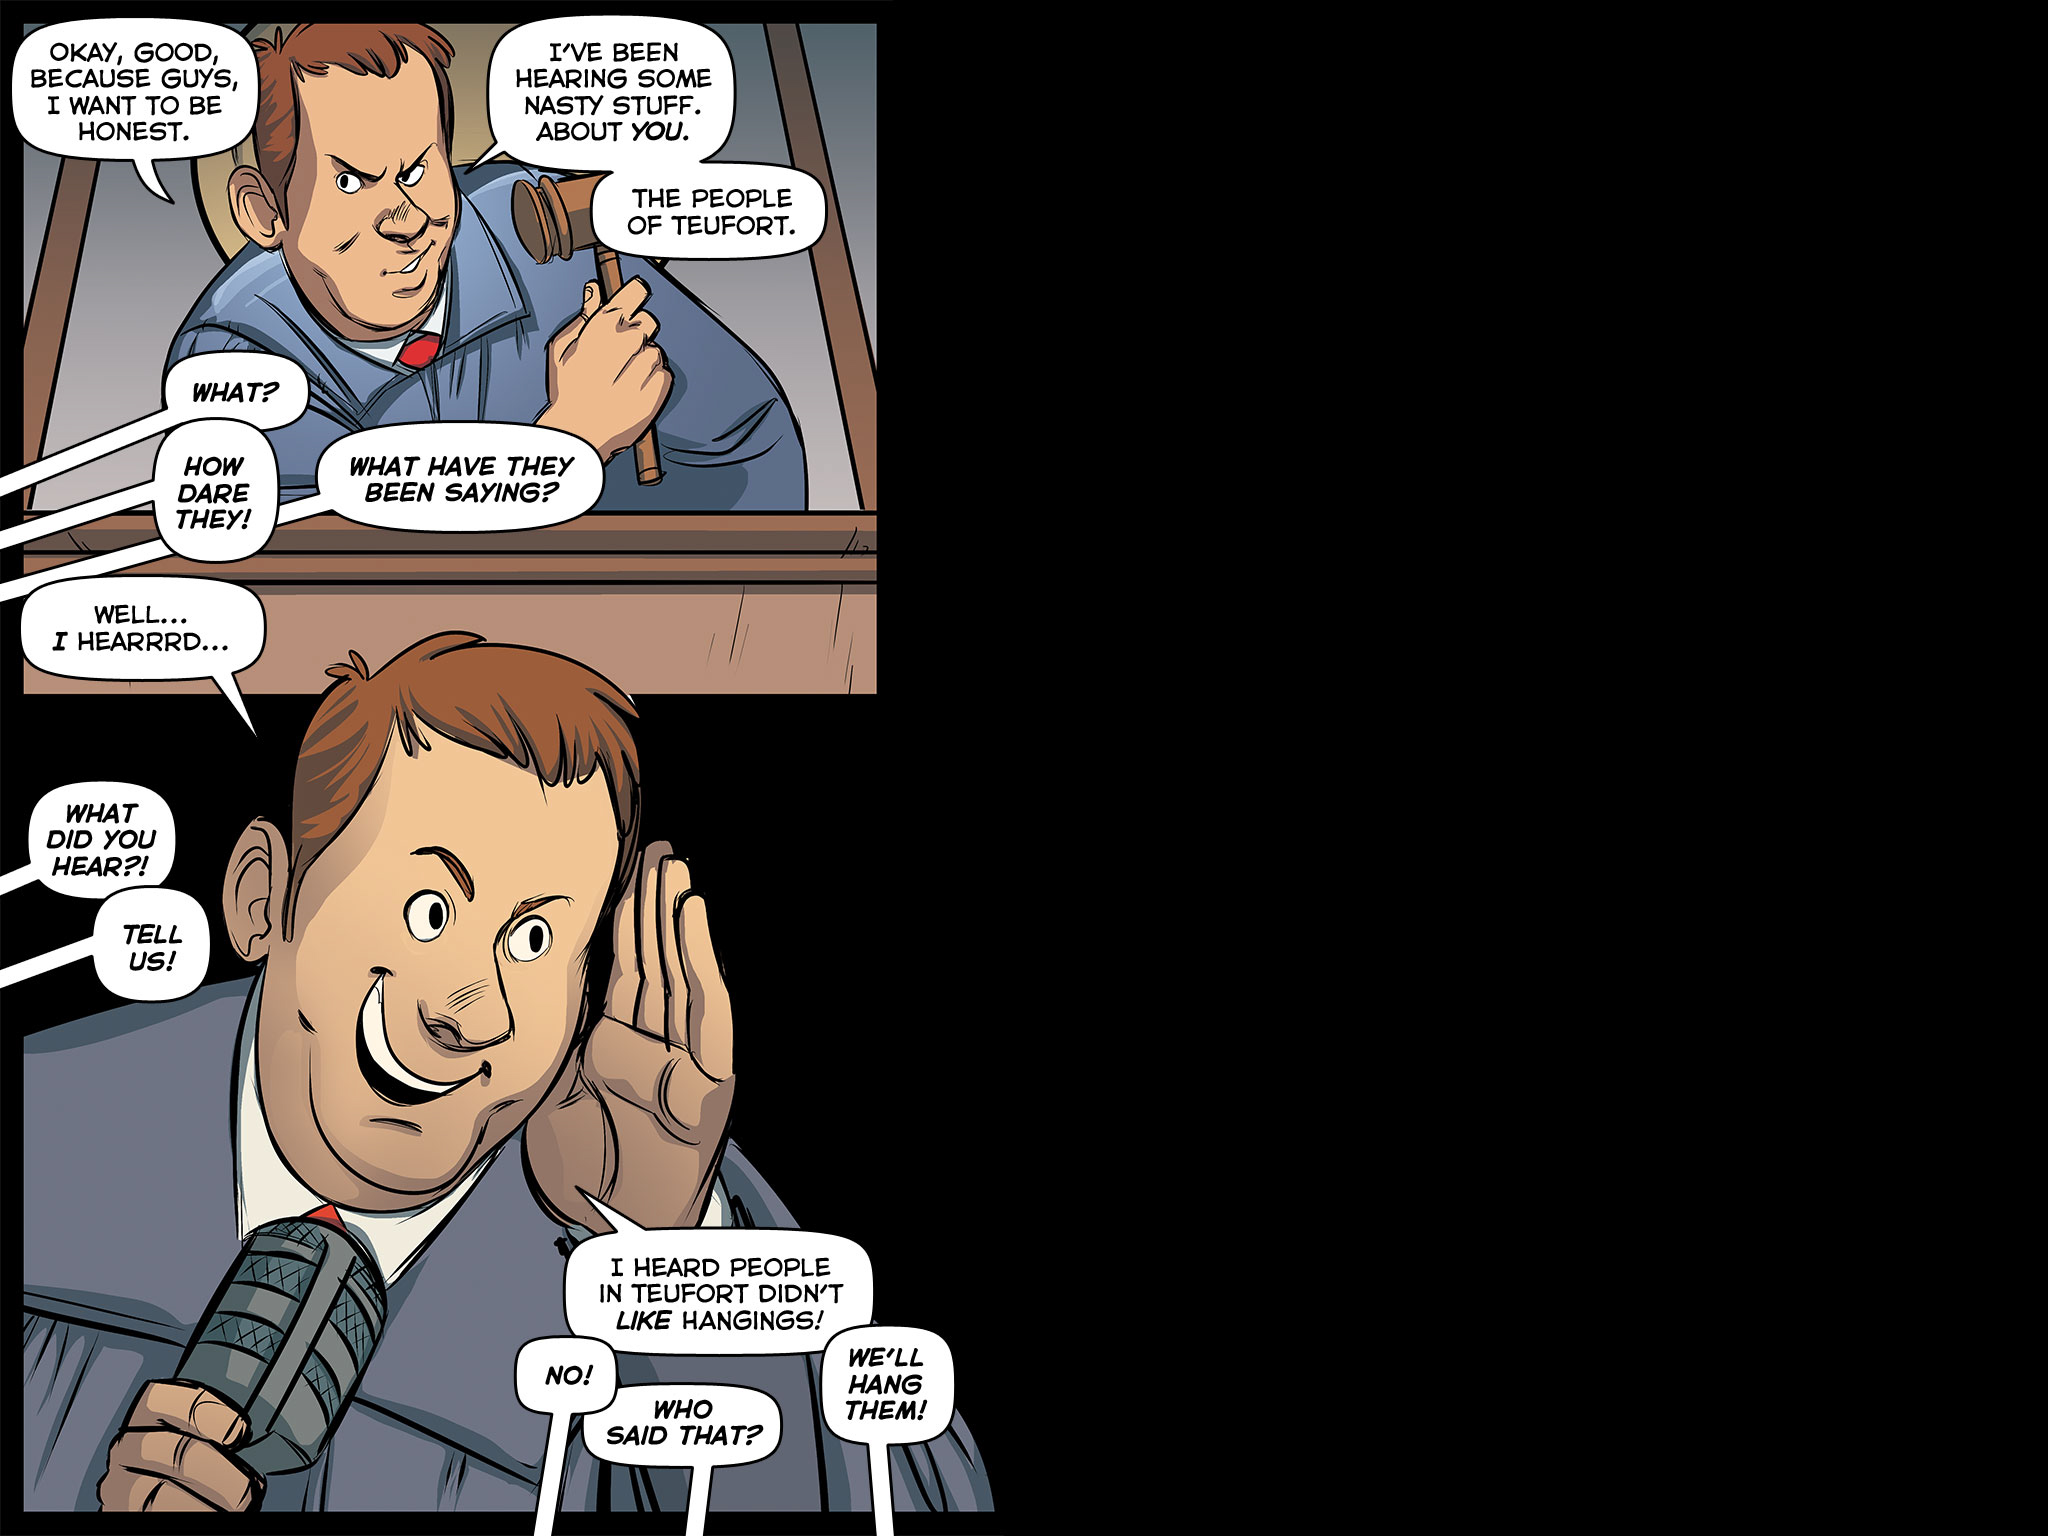 OKAY, GOOD,
BECAUSE GUYS,
I WANT TO BE
HONEST.
I'VE BEEN
HEARING SOME
NASTY STUFF.
ABOUT YOU.
THE PEOPLE
OF TEUFORT.
WHAT?
HOW
DARE
THEY!
WHAT HAVE THEY
BEEN SAYING?
WELL...
I HEARRRD...
WHAT
DID YOU
HEAR?!
TELL
US!
I HEARD PEOPLE
IN TEUFORT DIDN'T
LIKE HANGINGS!
NO!
WHO
SAID THAT?
WE'LL
HANG
THEM!